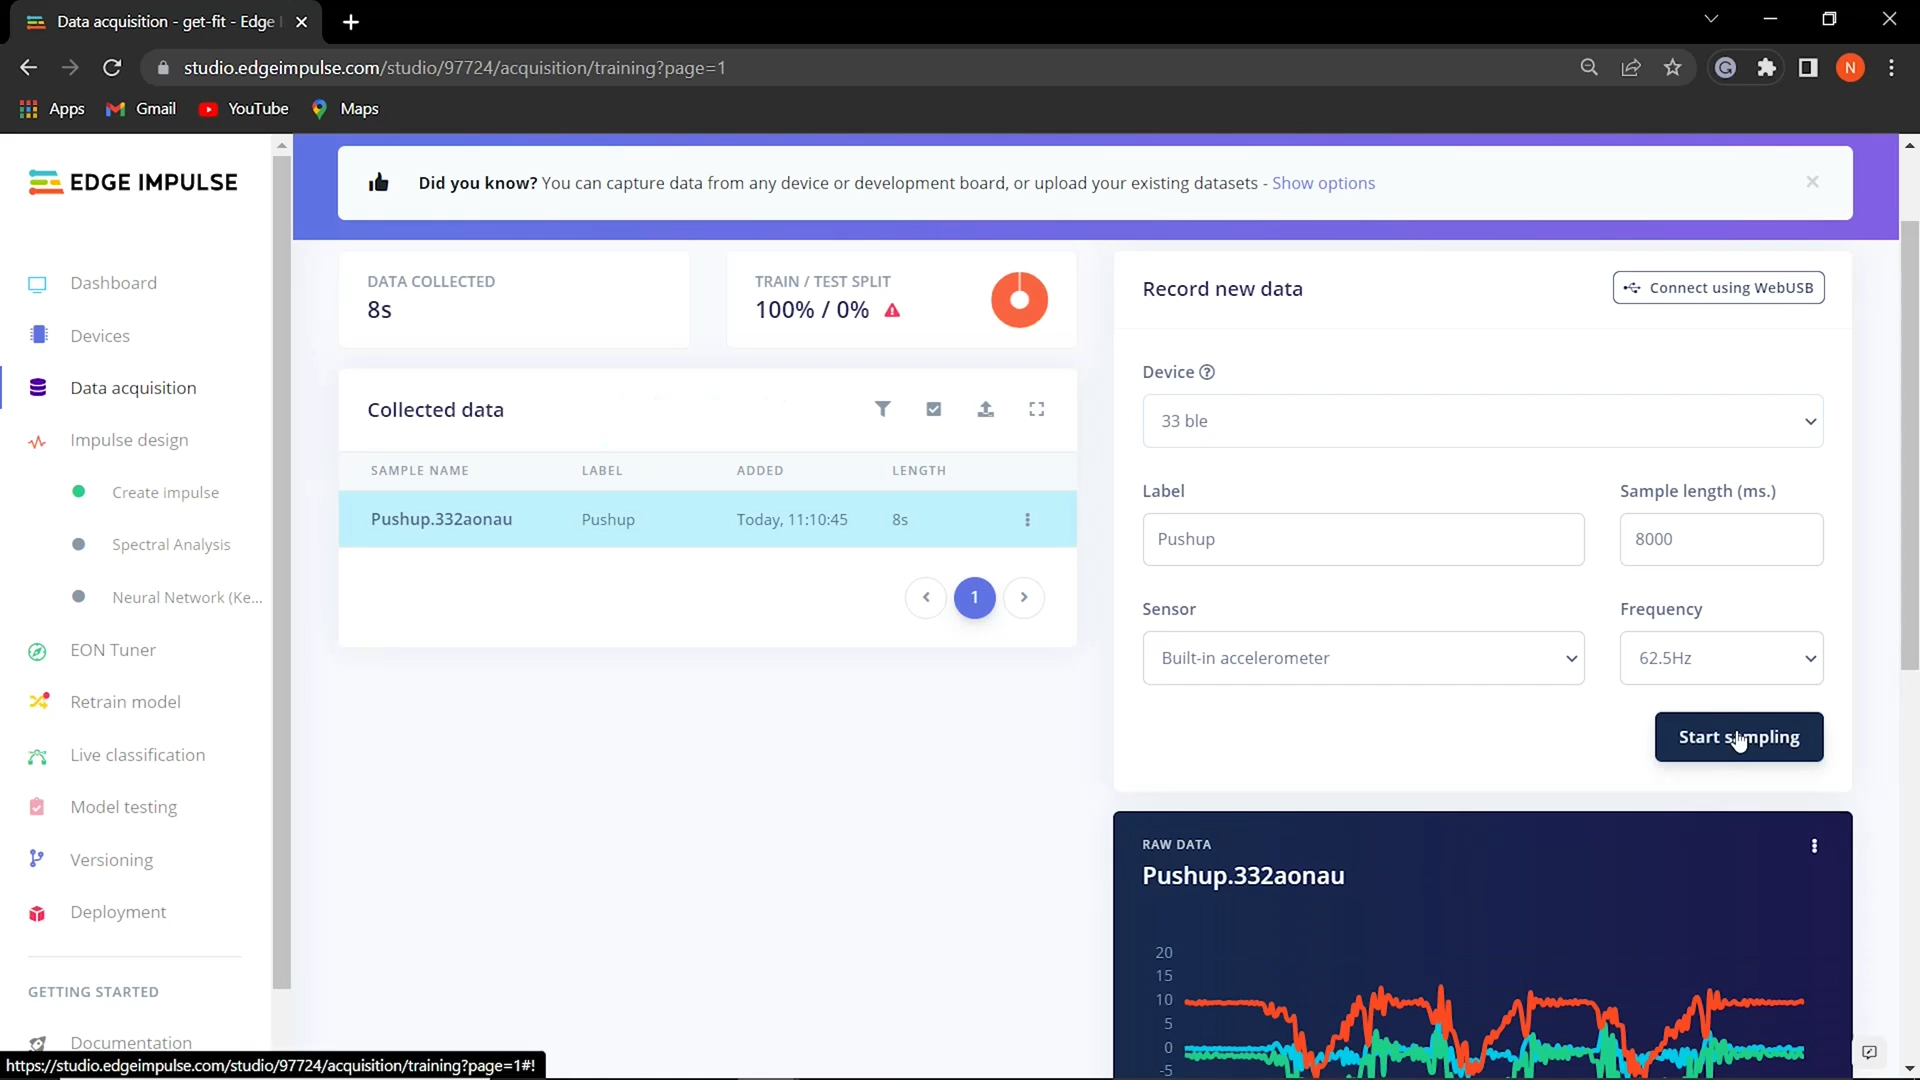 Data acquisition - get-fit - Edge
studio.edgeimpulse.com/studio/97724/acquisition/training?page=1
N
Apps
Gmail
YouTube
Maps
EDGE IMPULSE
Dashboard
Devices
Data acquisition
Impulse design
Create impulse
Spectral Analysis
Neural Network (Ke...
EON Tuner
Retrain model
Live classification
Model testing
Versioning
Deployment
GETTING STARTED
Documentation
https://studio.edgeimpulse.com/studio/97724/acquisition/training?page=1#!
Did you know? You can capture data from any device or development board, or upload your existing datasets - Show options
DATA COLLECTED
8s
TRAIN / TEST SPLIT
100% / 0%
Collected data
SAMPLE NAME LABEL ADDED LENGTH
Pushup.332aonau Pushup Today, 11:10:45 8s
1
Record new data
Connect using WebUSB
Device
33 ble
Label
Sample length (ms.)
Pushup
8000
Sensor
Frequency
Built-in accelerometer
62.5Hz
Start sampling
RAW DATA
Pushup.332aonau
20
15
10
5
0
-5